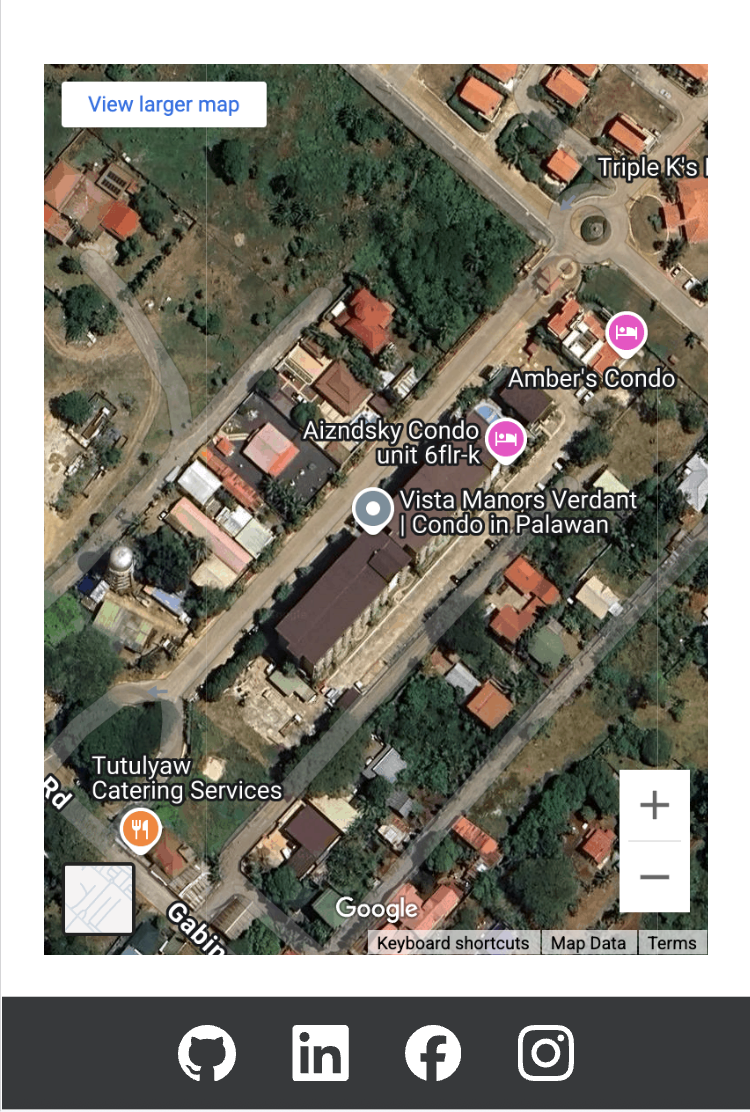 View larger map
Triple K's
Amber's Condo
Aizndsky Condo
unit 6flr-k
Vista Manors Verdant
| Condo in Palawan
Tutulyaw
Catering Services
Rd
Gabin
Google
Keyboard shortcuts
Map Data
Terms
in